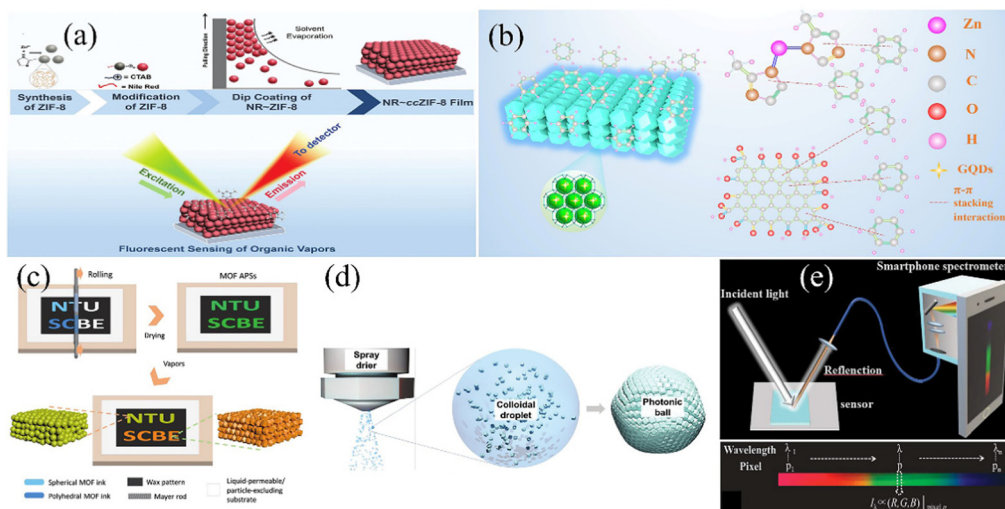 (a)
Pulling Direction
Solvent
Evaporation
= CTAB
= Nile Red
Synthesis
of ZIF-8
Modification
of ZIF-8
Dip Coating of
NR~ZIF-8
NR~ccZIF-8 Film
Excitation
To detector
Emission
Fluorescent Sensing of Organic Vapors
(b)
Zn
N
C
O
H
GQDs
π-π
stacking
interaction
(c)
Rolling
NTU
SCBE
Drying
MOF APSs
NTU
SCBE
Vapors
NTU
SCBE
Spherical MOF ink
Polyhedral MOF ink
Wax pattern
Mayer rod
Liquid-permeable/
particle-excluding
substrate
(d)
Spray
drier
Colloidal
droplet
Photonic
ball
(e)
Smartphone spectrometer
Incident light
Reflenction
sensor
Wavelength
Pixel
λ
p